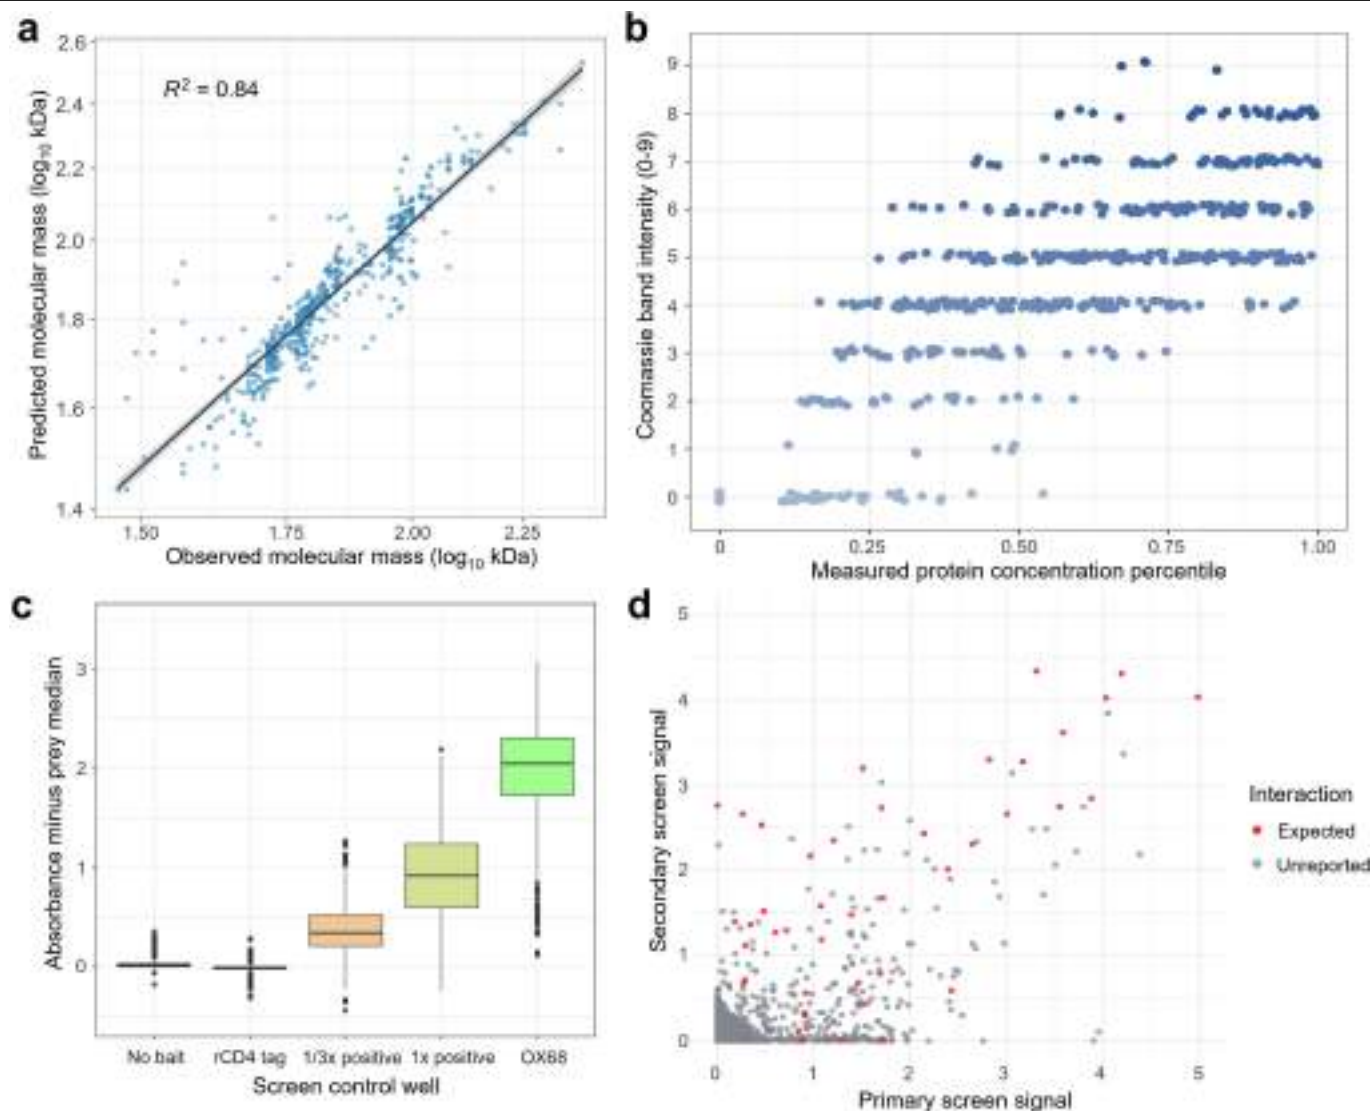 a
2.6
2.4
2.2
2.0
1.8
1.6
1.4
Predicted molecular mass (log10 kDa)
R² = 0.84
1.50 1.75 2.00 2.25
Observed molecular mass (log10 kDa)
b
9
8
7
6
5
4
3
2
1
0
Coomassie band intensity (0-9)
0 0.25 0.50 0.75 1.00
Measured protein concentration percentile
c
3
2
1
0
Absorbance minus prey median
No bait rCD4 tag 1/3x positive 1x positive OX68
Screen control well
d
5
4
3
2
1
0
Secondary screen signal
0 1 2 3 4 5
Primary screen signal
Interaction
Expected
Unreported